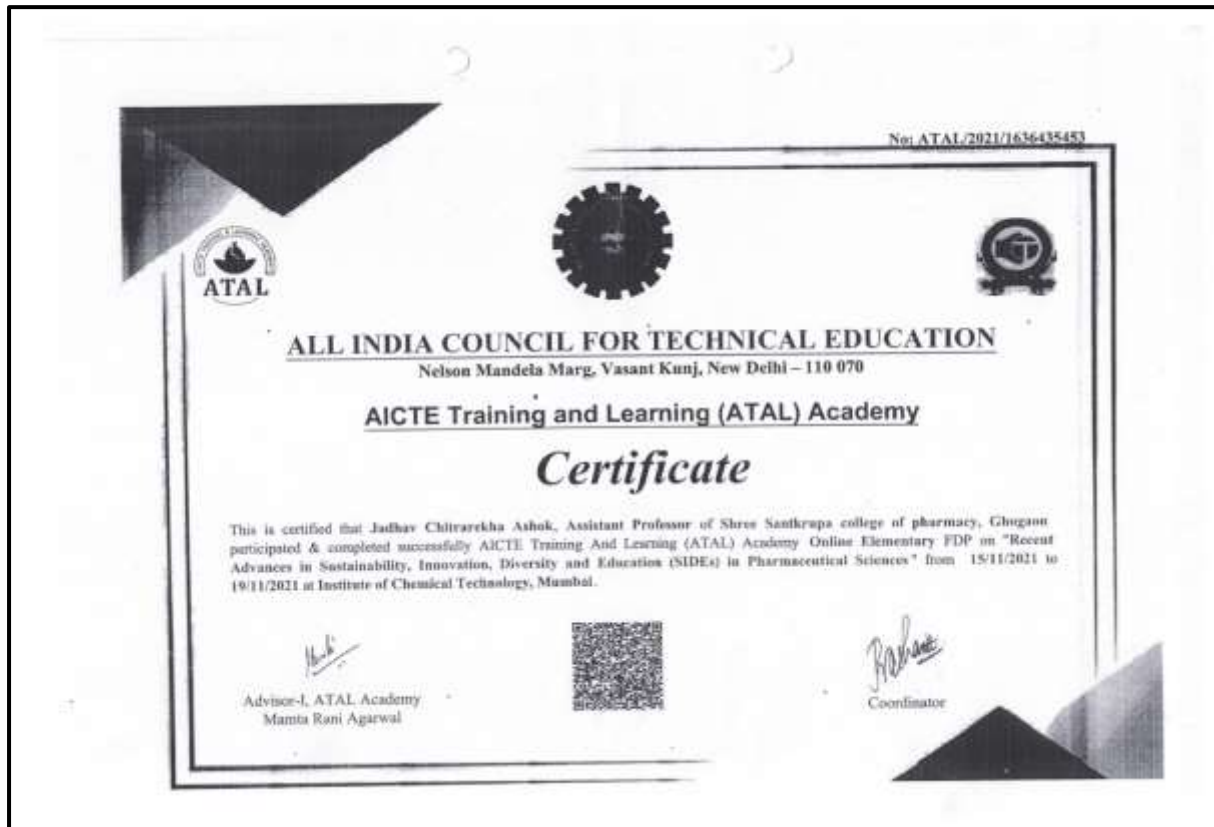 No: ATAL/2021/1636435453
ATAL
ALL INDIA COUNCIL FOR TECHNICAL EDUCATION
Nelson Mandela Marg, Vasant Kunj, New Delhi – 110 070
AICTE Training and Learning (ATAL) Academy
Certificate
This is certified that Jadhav Chitrarekha Ashok, Assistant Professor of Shree Santkrupa college of pharmacy, Ghogaon
participated & completed successfully AICTE Training And Learning (ATAL) Academy Online Elementary FDP on "Recent
Advances in Sustainability, Innovation, Diversity and Education (SIDEs) in Pharmaceutical Sciences" from 15/11/2021 to
19/11/2021 at Institute of Chemical Technology, Mumbai.
Advisor-I, ATAL Academy
Mamta Rani Agarwal
Coordinator